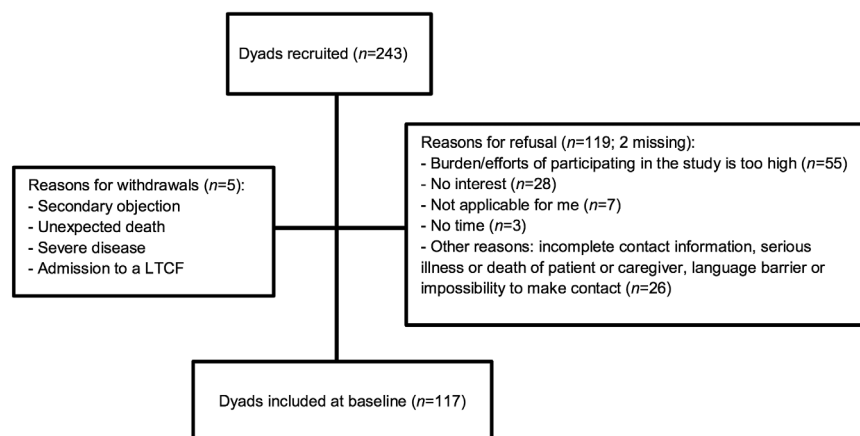 Dyads recruited (n=243)
Reasons for refusal (n=119; 2 missing):
- Burden/efforts of participating in the study is too high (n=55)
- No interest (n=28)
- Not applicable for me (n=7)
- No time (n=3)
- Other reasons: incomplete contact information, serious
illness or death of patient or caregiver, language barrier or
impossibility to make contact (n=26)
Reasons for withdrawals (n=5):
- Secondary objection
- Unexpected death
- Severe disease
- Admission to a LTCF
Dyads included at baseline (n=117)